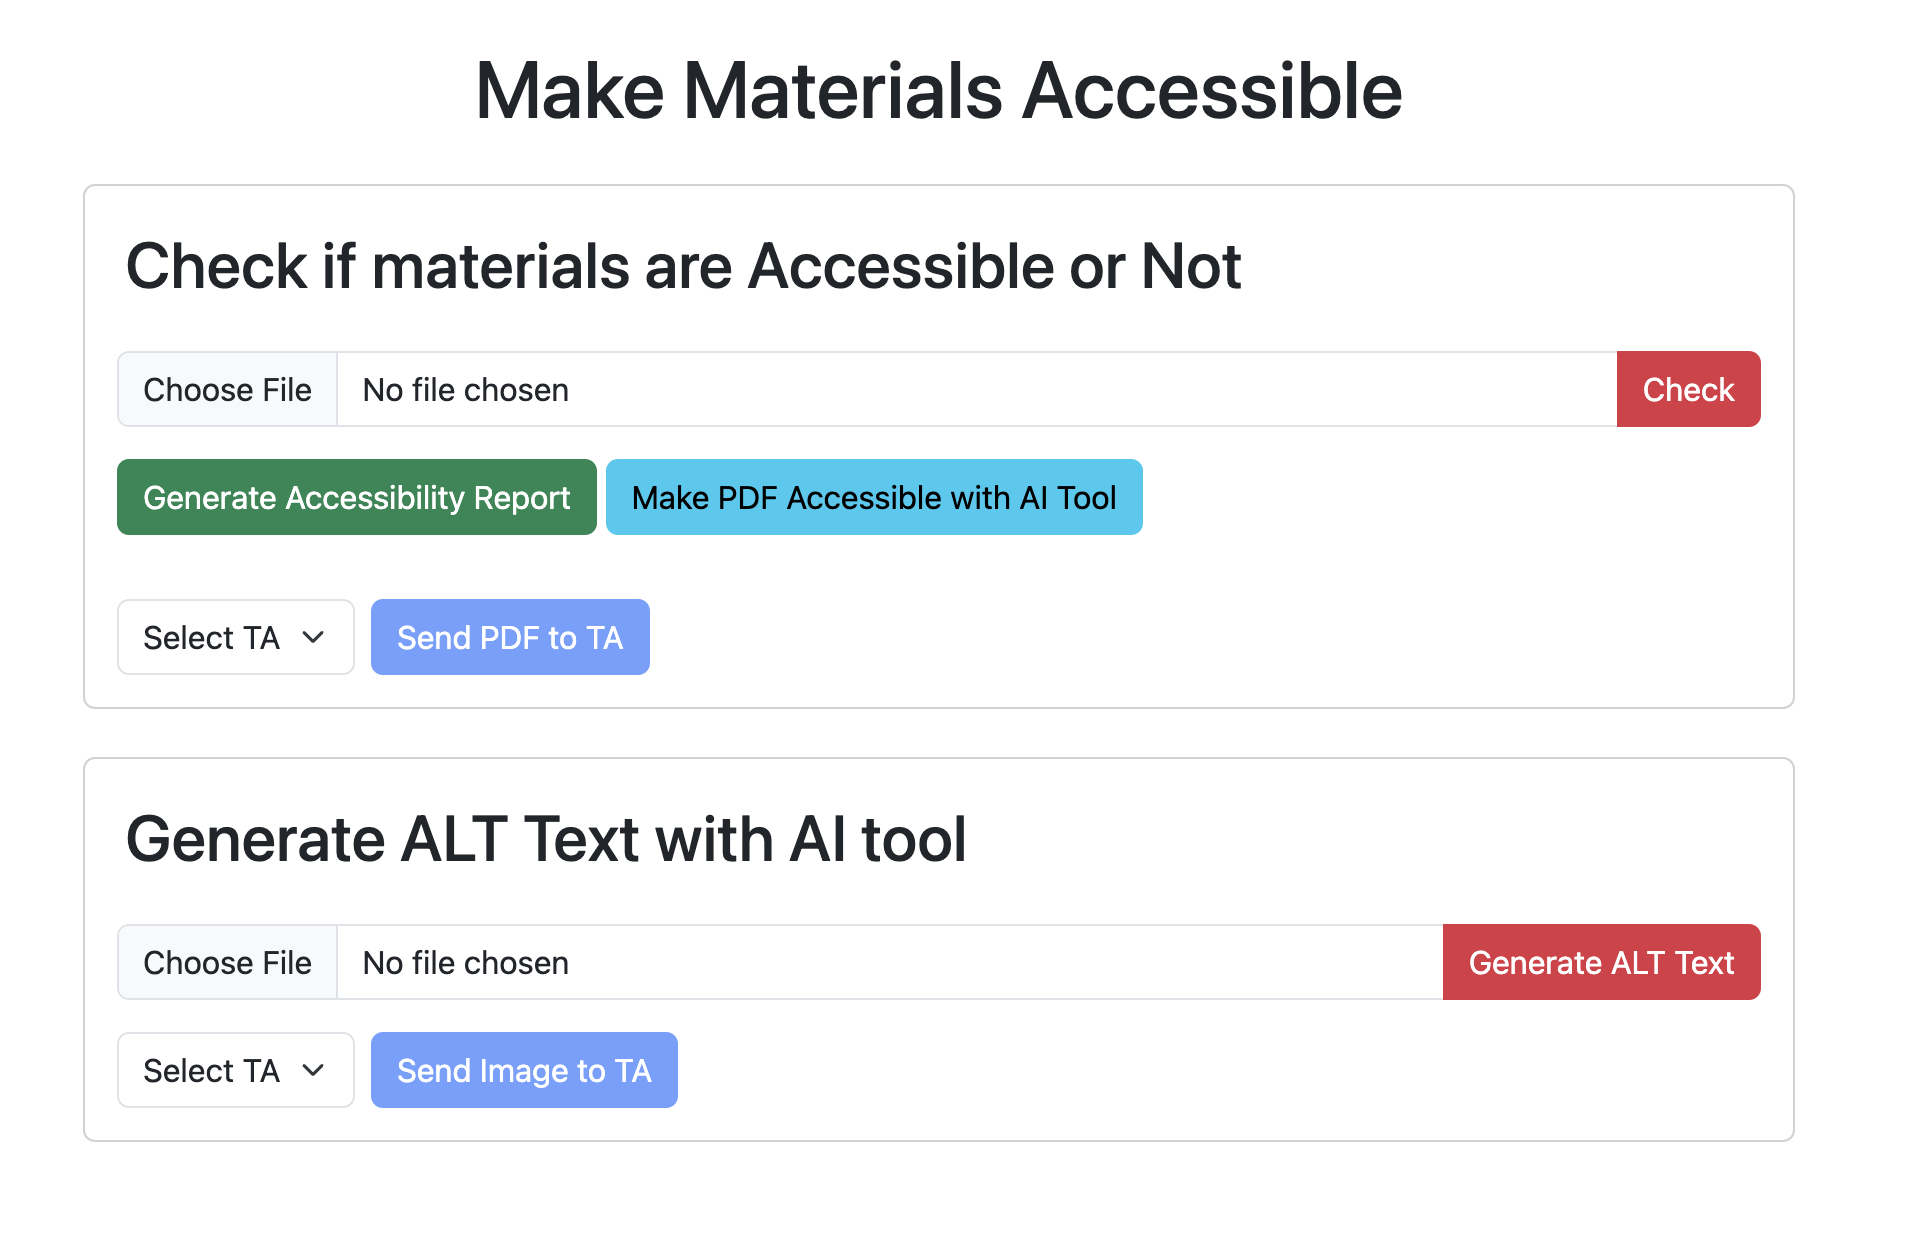 Make Materials Accessible
Check if materials are Accessible or Not
Choose File No file chosen Check
Generate Accessibility Report Make PDF Accessible with AI Tool
Select TA Send PDF to TA
Generate ALT Text with AI tool
Choose File No file chosen Generate ALT Text
Select TA Send Image to TA